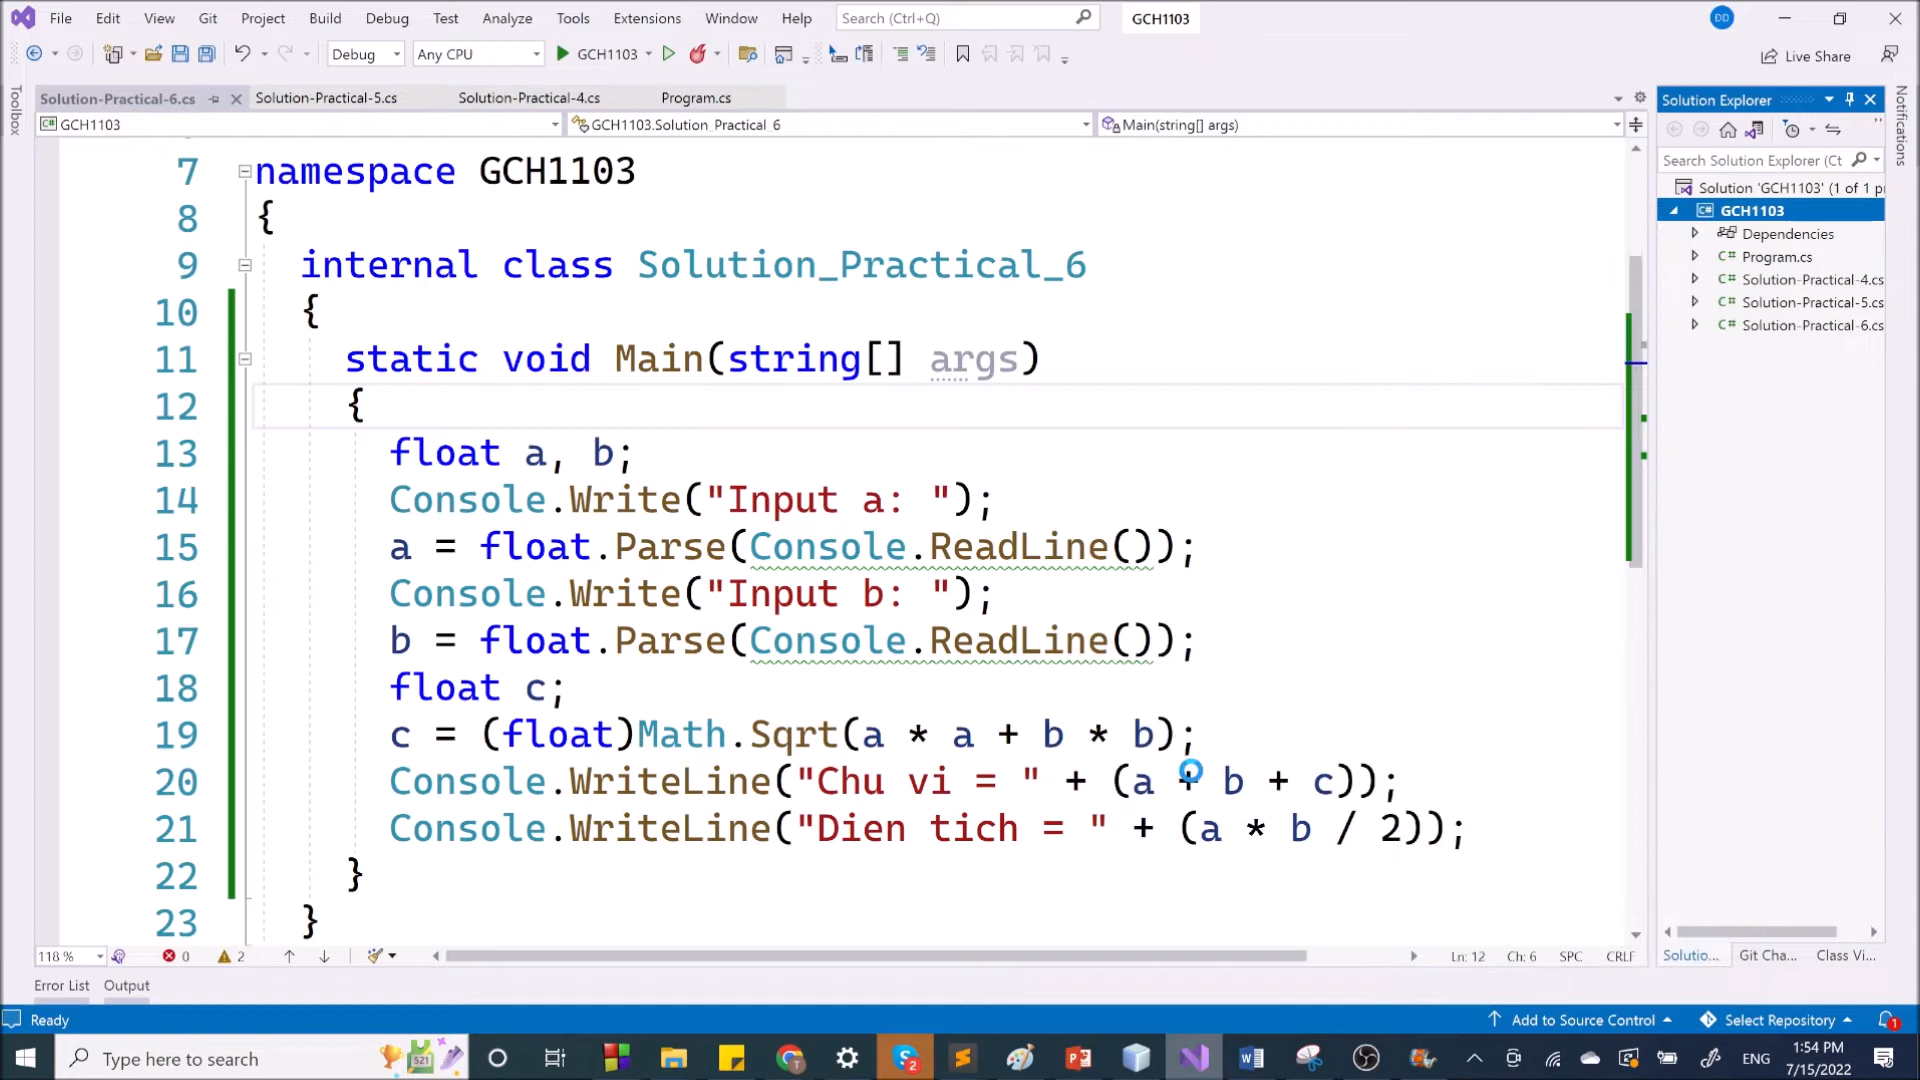 File Edit View Git Project Build Debug Test Analyze Tools Extensions Window Help Search (Ctrl+Q) GCH1103 DD
Debug Any CPU GCH1103 Live Share
Toolbox
Solution-Practical-6.cs Solution-Practical-5.cs Solution-Practical-4.cs Program.cs
GCH1103 GCH1103.Solution_Practical_6 Main(string[] args)
7 namespace GCH1103
8 {
9 internal class Solution_Practical_6
10 {
11 static void Main(string[] args)
12 {
13 float a, b;
14 Console.Write("Input a: ");
15 a = float.Parse(Console.ReadLine());
16 Console.Write("Input b: ");
17 b = float.Parse(Console.ReadLine());
18 float c;
19 c = (float)Math.Sqrt(a * a + b * b);
20 Console.WriteLine("Chu vi = " + (a + b + c));
21 Console.WriteLine("Dien tich = " + (a * b / 2));
22 }
23 }
118 % 0 2 Ln: 12 Ch: 6 SPC CRLF
Error List Output
Solution Explorer
Search Solution Explorer (Ct
Solution 'GCH1103' (1 of 1 p
C# GCH1103
Dependencies
C# Program.cs
C# Solution-Practical-4.cs
C# Solution-Practical-5.cs
C# Solution-Practical-6.cs
Solutio... Git Cha... Class Vi...
Notifications
Ready Add to Source Control Select Repository 1
Type here to search 521 2 ENG 1:54 PM
7/15/2022